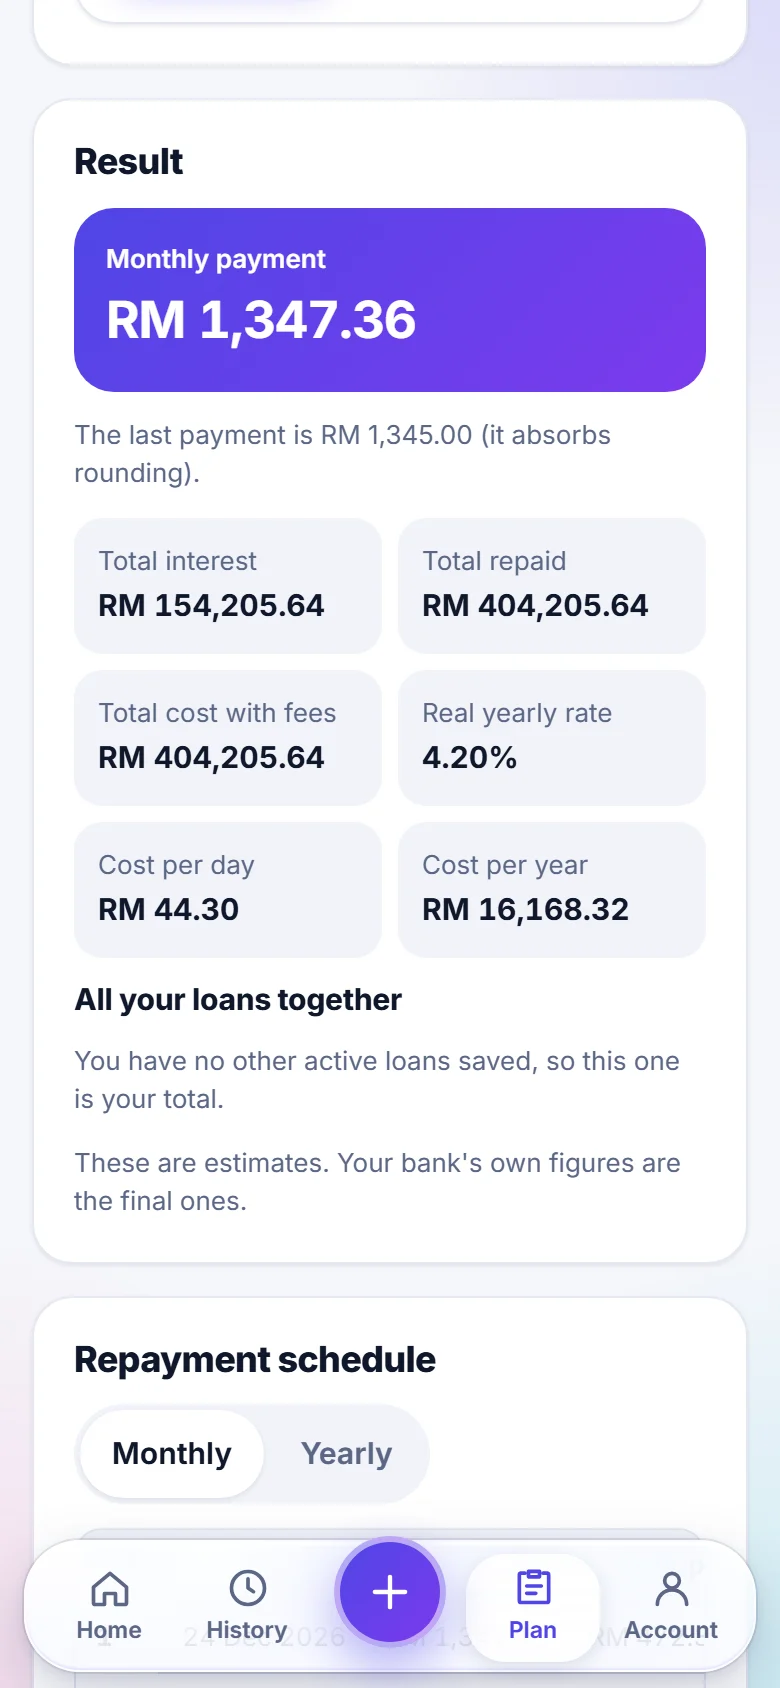 Result
Monthly payment
RM 1,347.36
The last payment is RM 1,345.00 (it absorbs
rounding).
Total interest
RM 154,205.64
Total repaid
RM 404,205.64
Total cost with fees
RM 404,205.64
Real yearly rate
4.20%
Cost per day
RM 44.30
Cost per year
RM 16,168.32
All your loans together
You have no other active loans saved, so this one
is your total.
These are estimates. Your bank's own figures are
the final ones.
Repayment schedule
Monthly
Yearly
24 Dec 2026
Home
History
Plan
Account